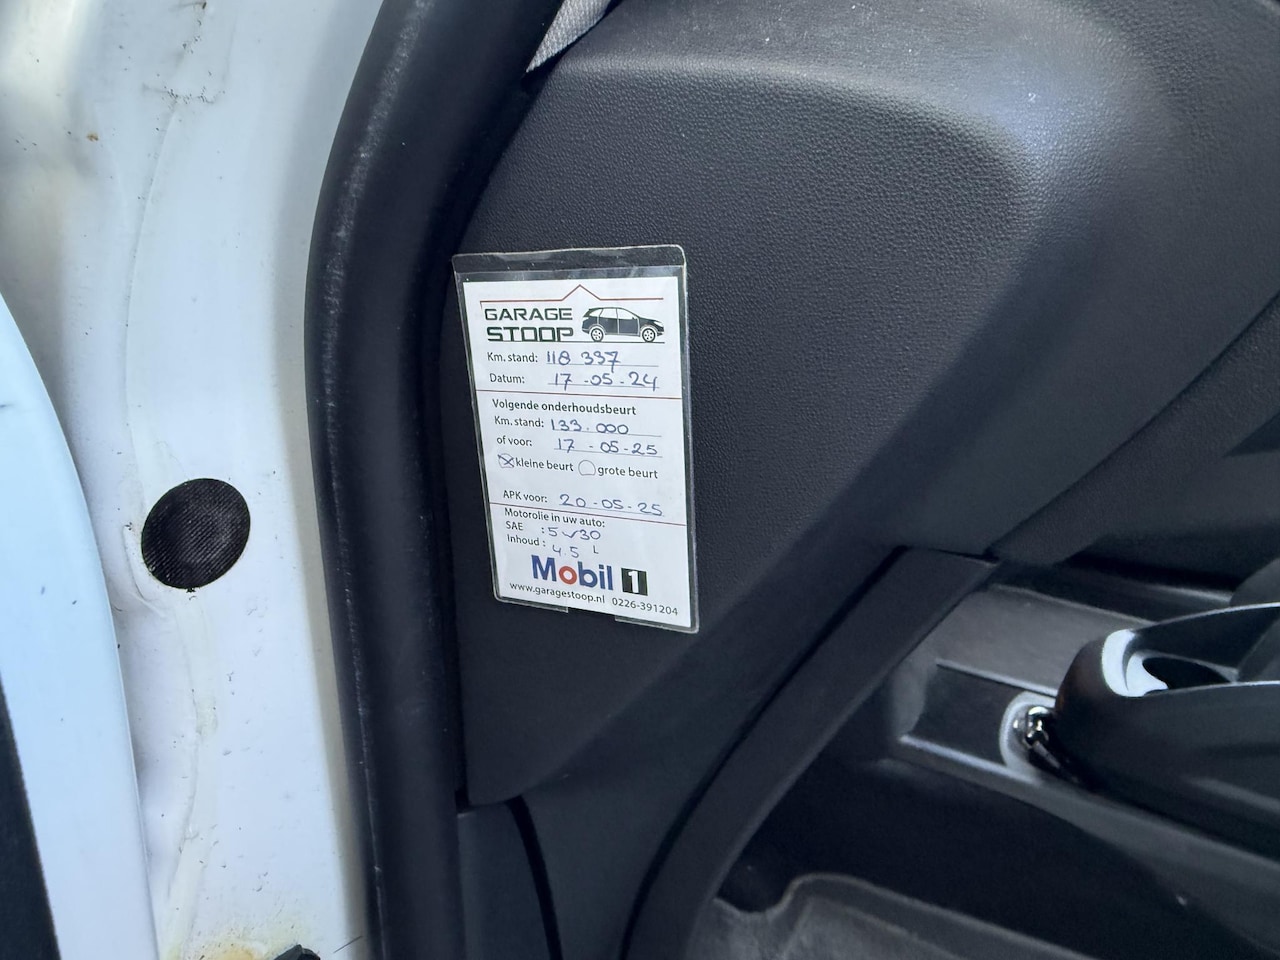 GARAGE
STOOP
Km. stand: 118 337
Datum: 17-05-24
Volgende onderhoudsbeurt
Km. stand: 133.000
of voor: 17-05-25
kleine beurt grote beurt
APK voor: 20-05-25
Motorolie in uw auto:
SAE : 5w30
Inhoud: 4.5 L
Mobil 1
www.garagestoop.nl 0226-391204